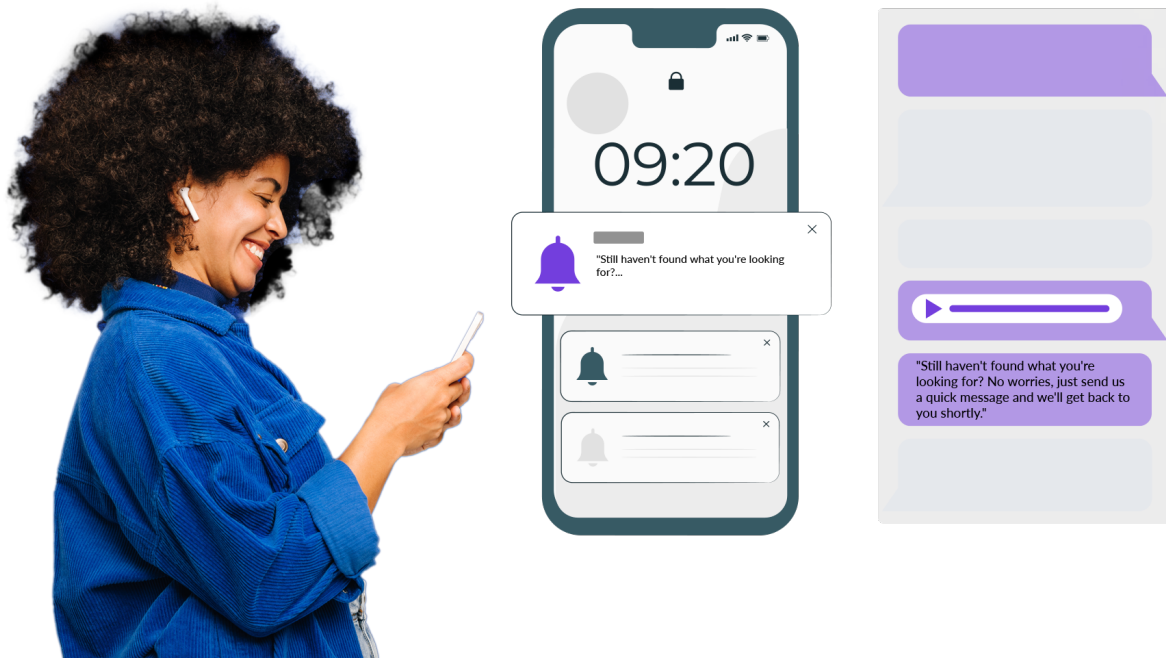 09:20
"Still haven't found what you're looking
for?...
"Still haven't found what you're
looking for? No worries, just send us
a quick message and we'll get back to
you shortly."